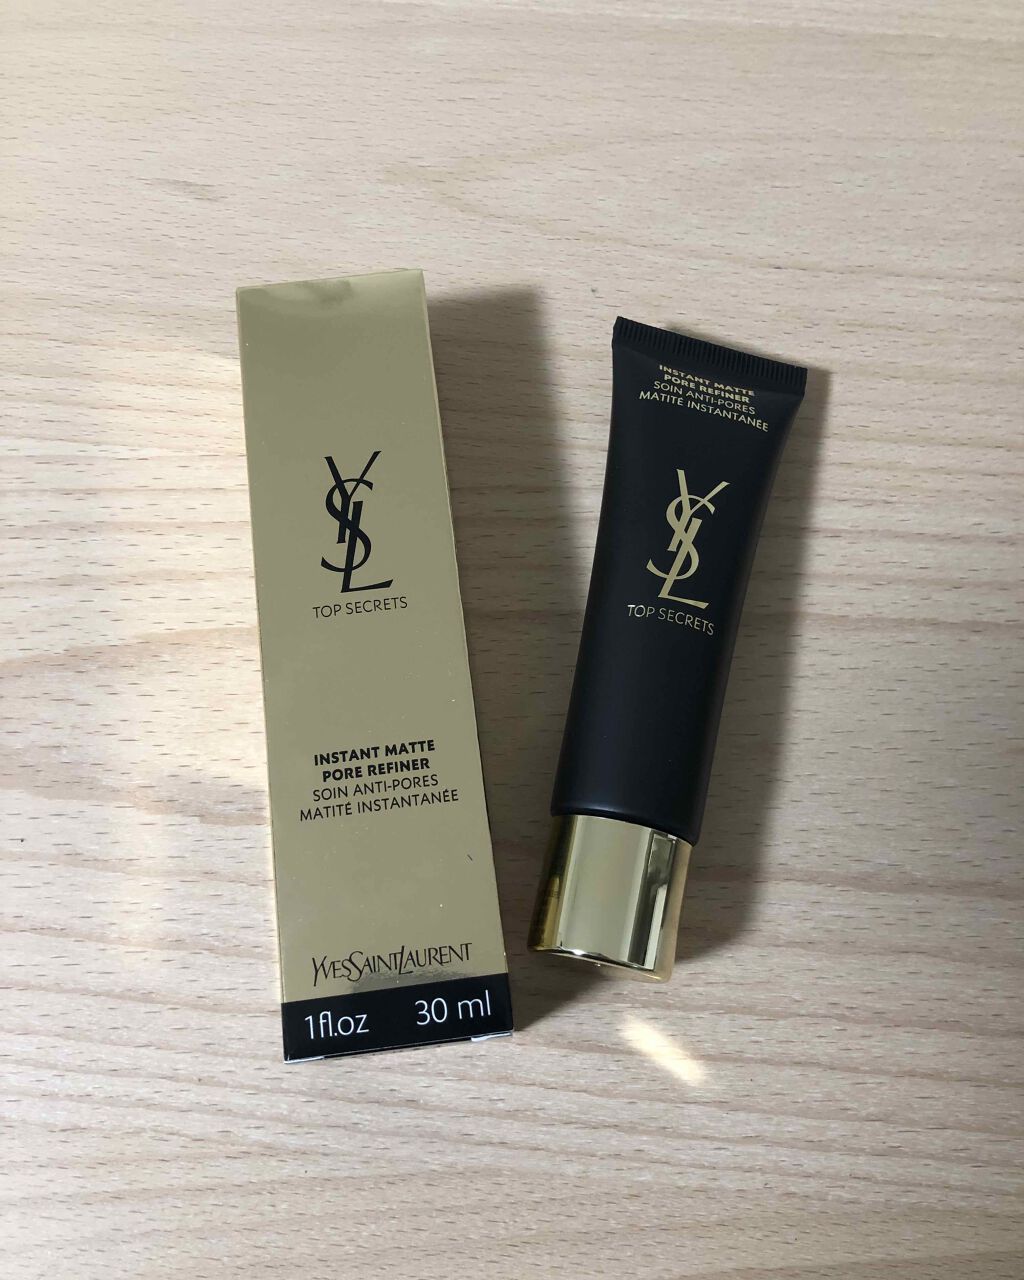 YSL
TOP SECRETS
INSTANT MATTE
PORE REFINER
SOIN ANTI-PORES
MATITÉ INSTANTANÉE
YVESSAINTLAURENT
1fl.oz 30 ml
INSTANT MATTE
PORE REFINER
SOIN ANTI-PORES
MATITÉ INSTANTANÉE
YSL
TOP SECRETS